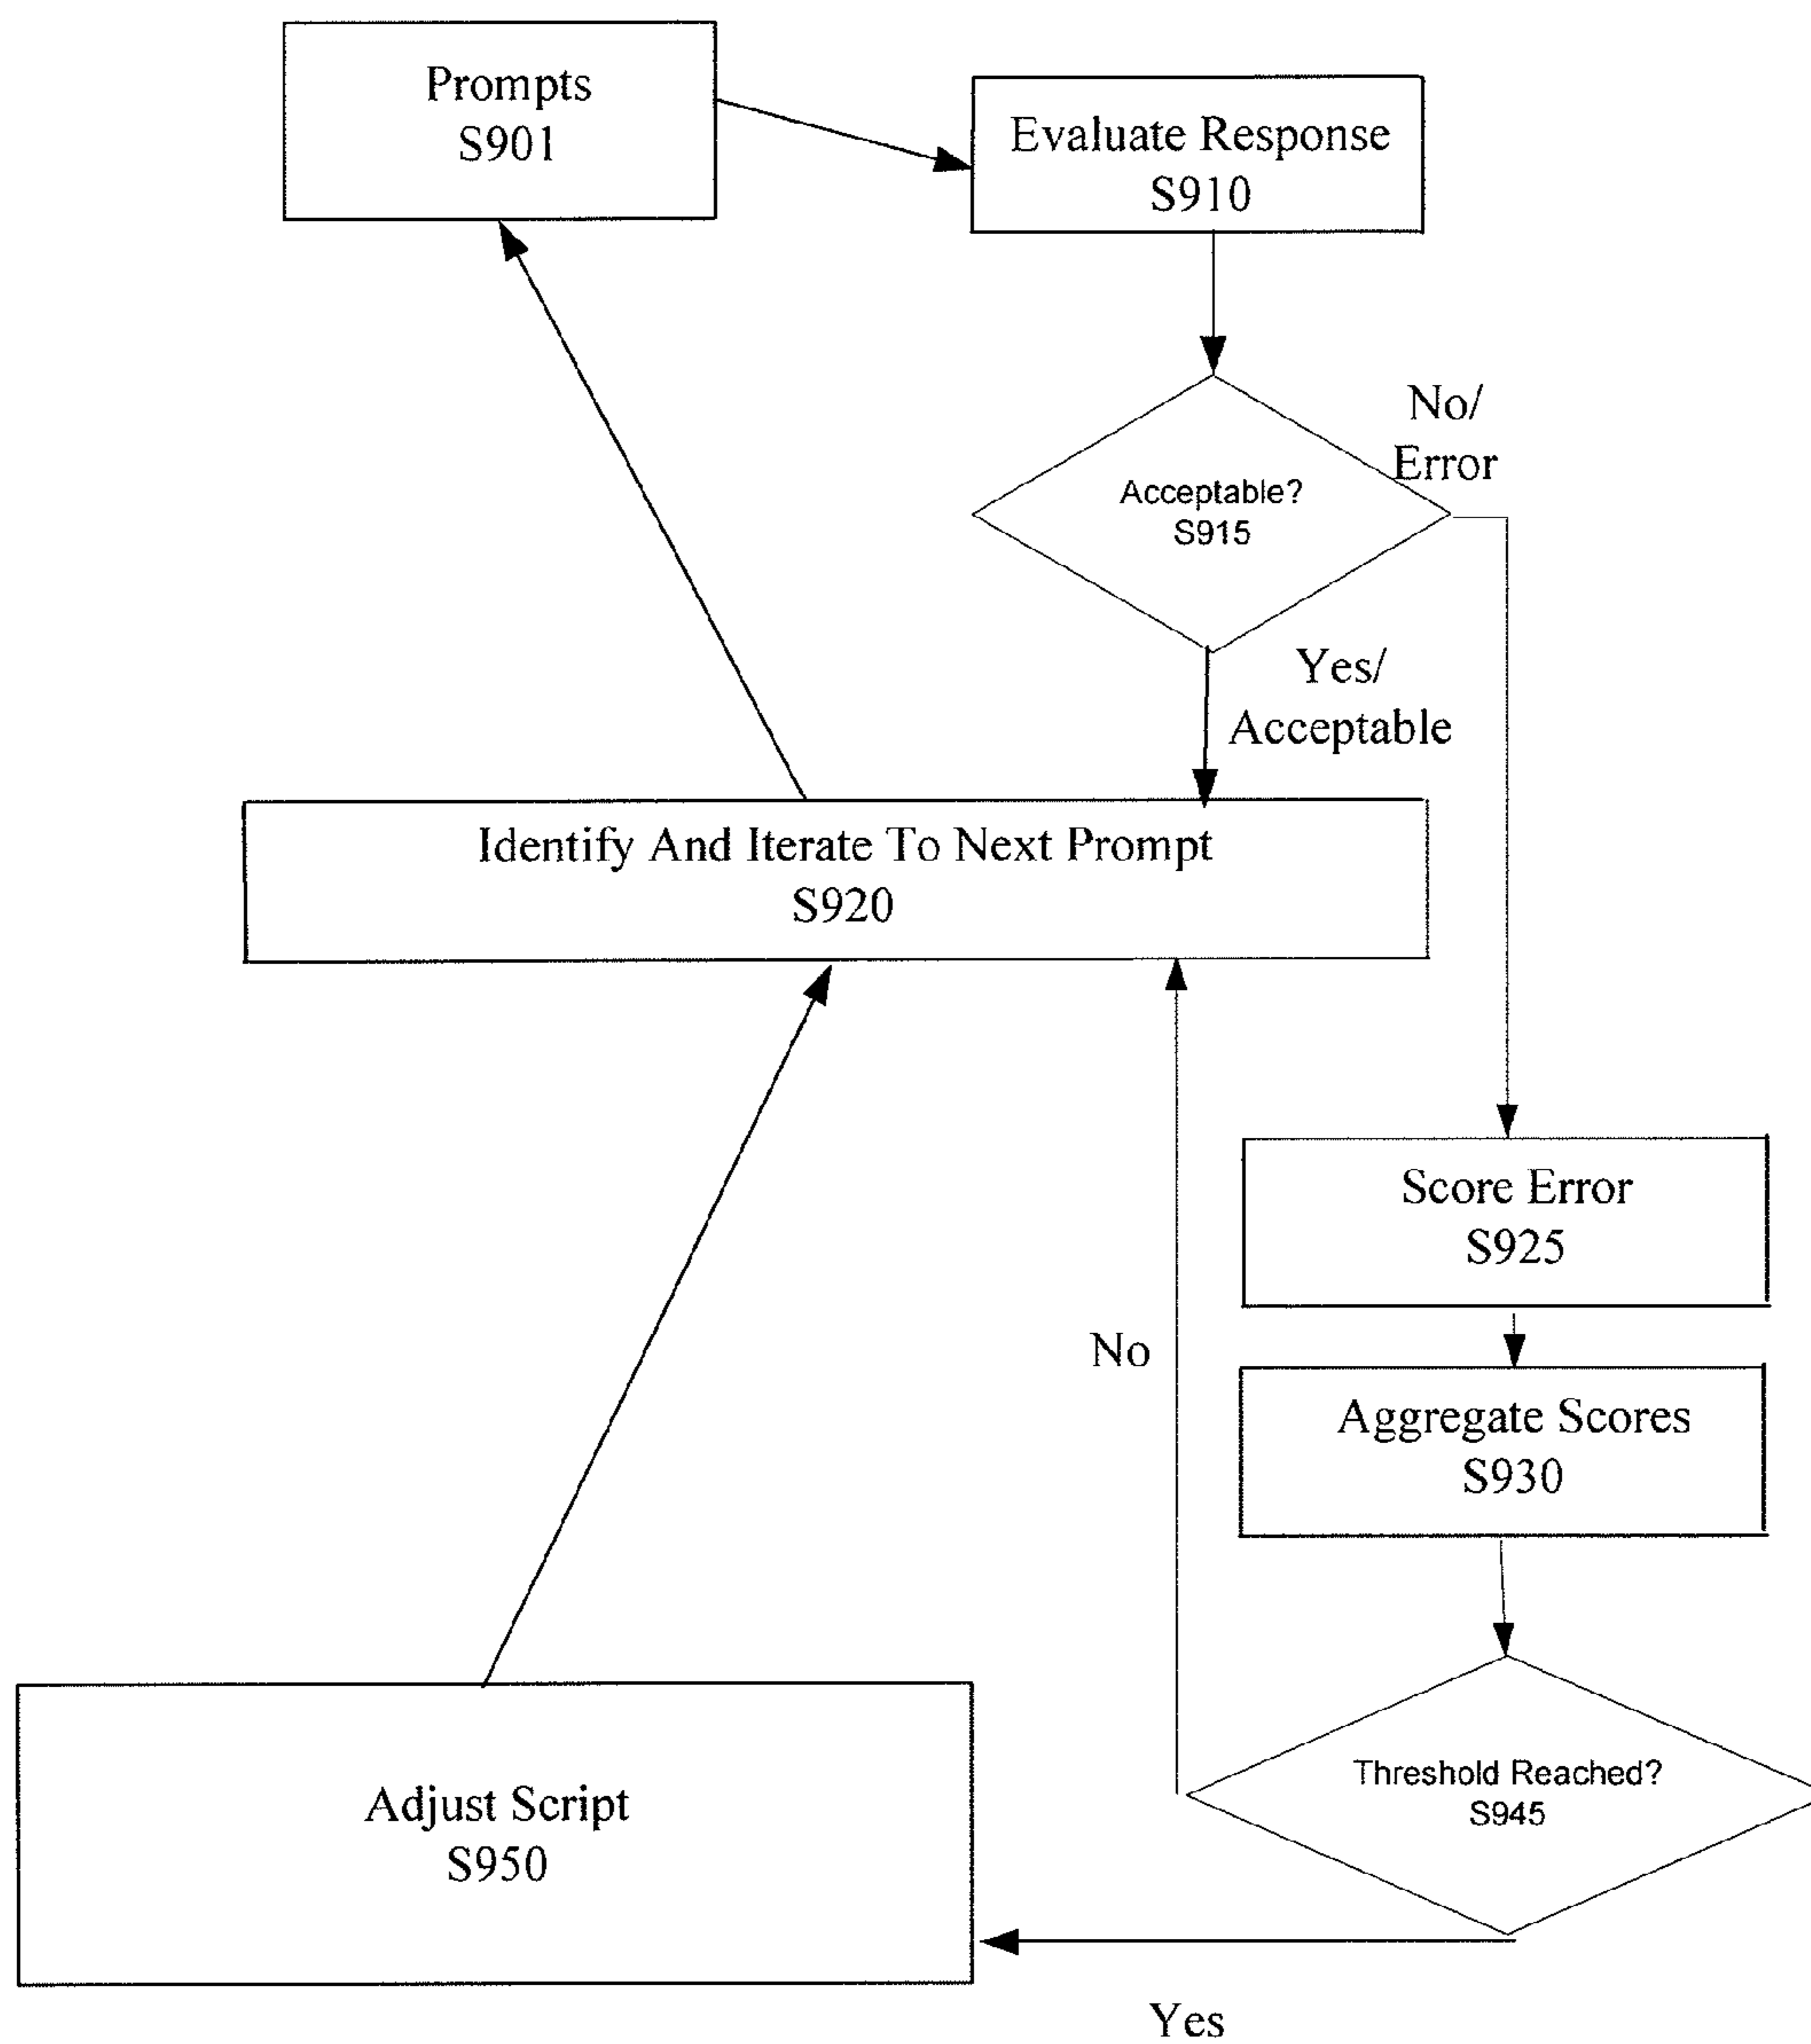 Prompts
S901
Evaluate Response
S910
No/
Error
Acceptable?
S915
Yes/
Acceptable
Identify And Iterate To Next Prompt
S920
Score Error
S925
No
Aggregate Scores
S930
Threshold Reached?
S945
Adjust Script
S950
Yes